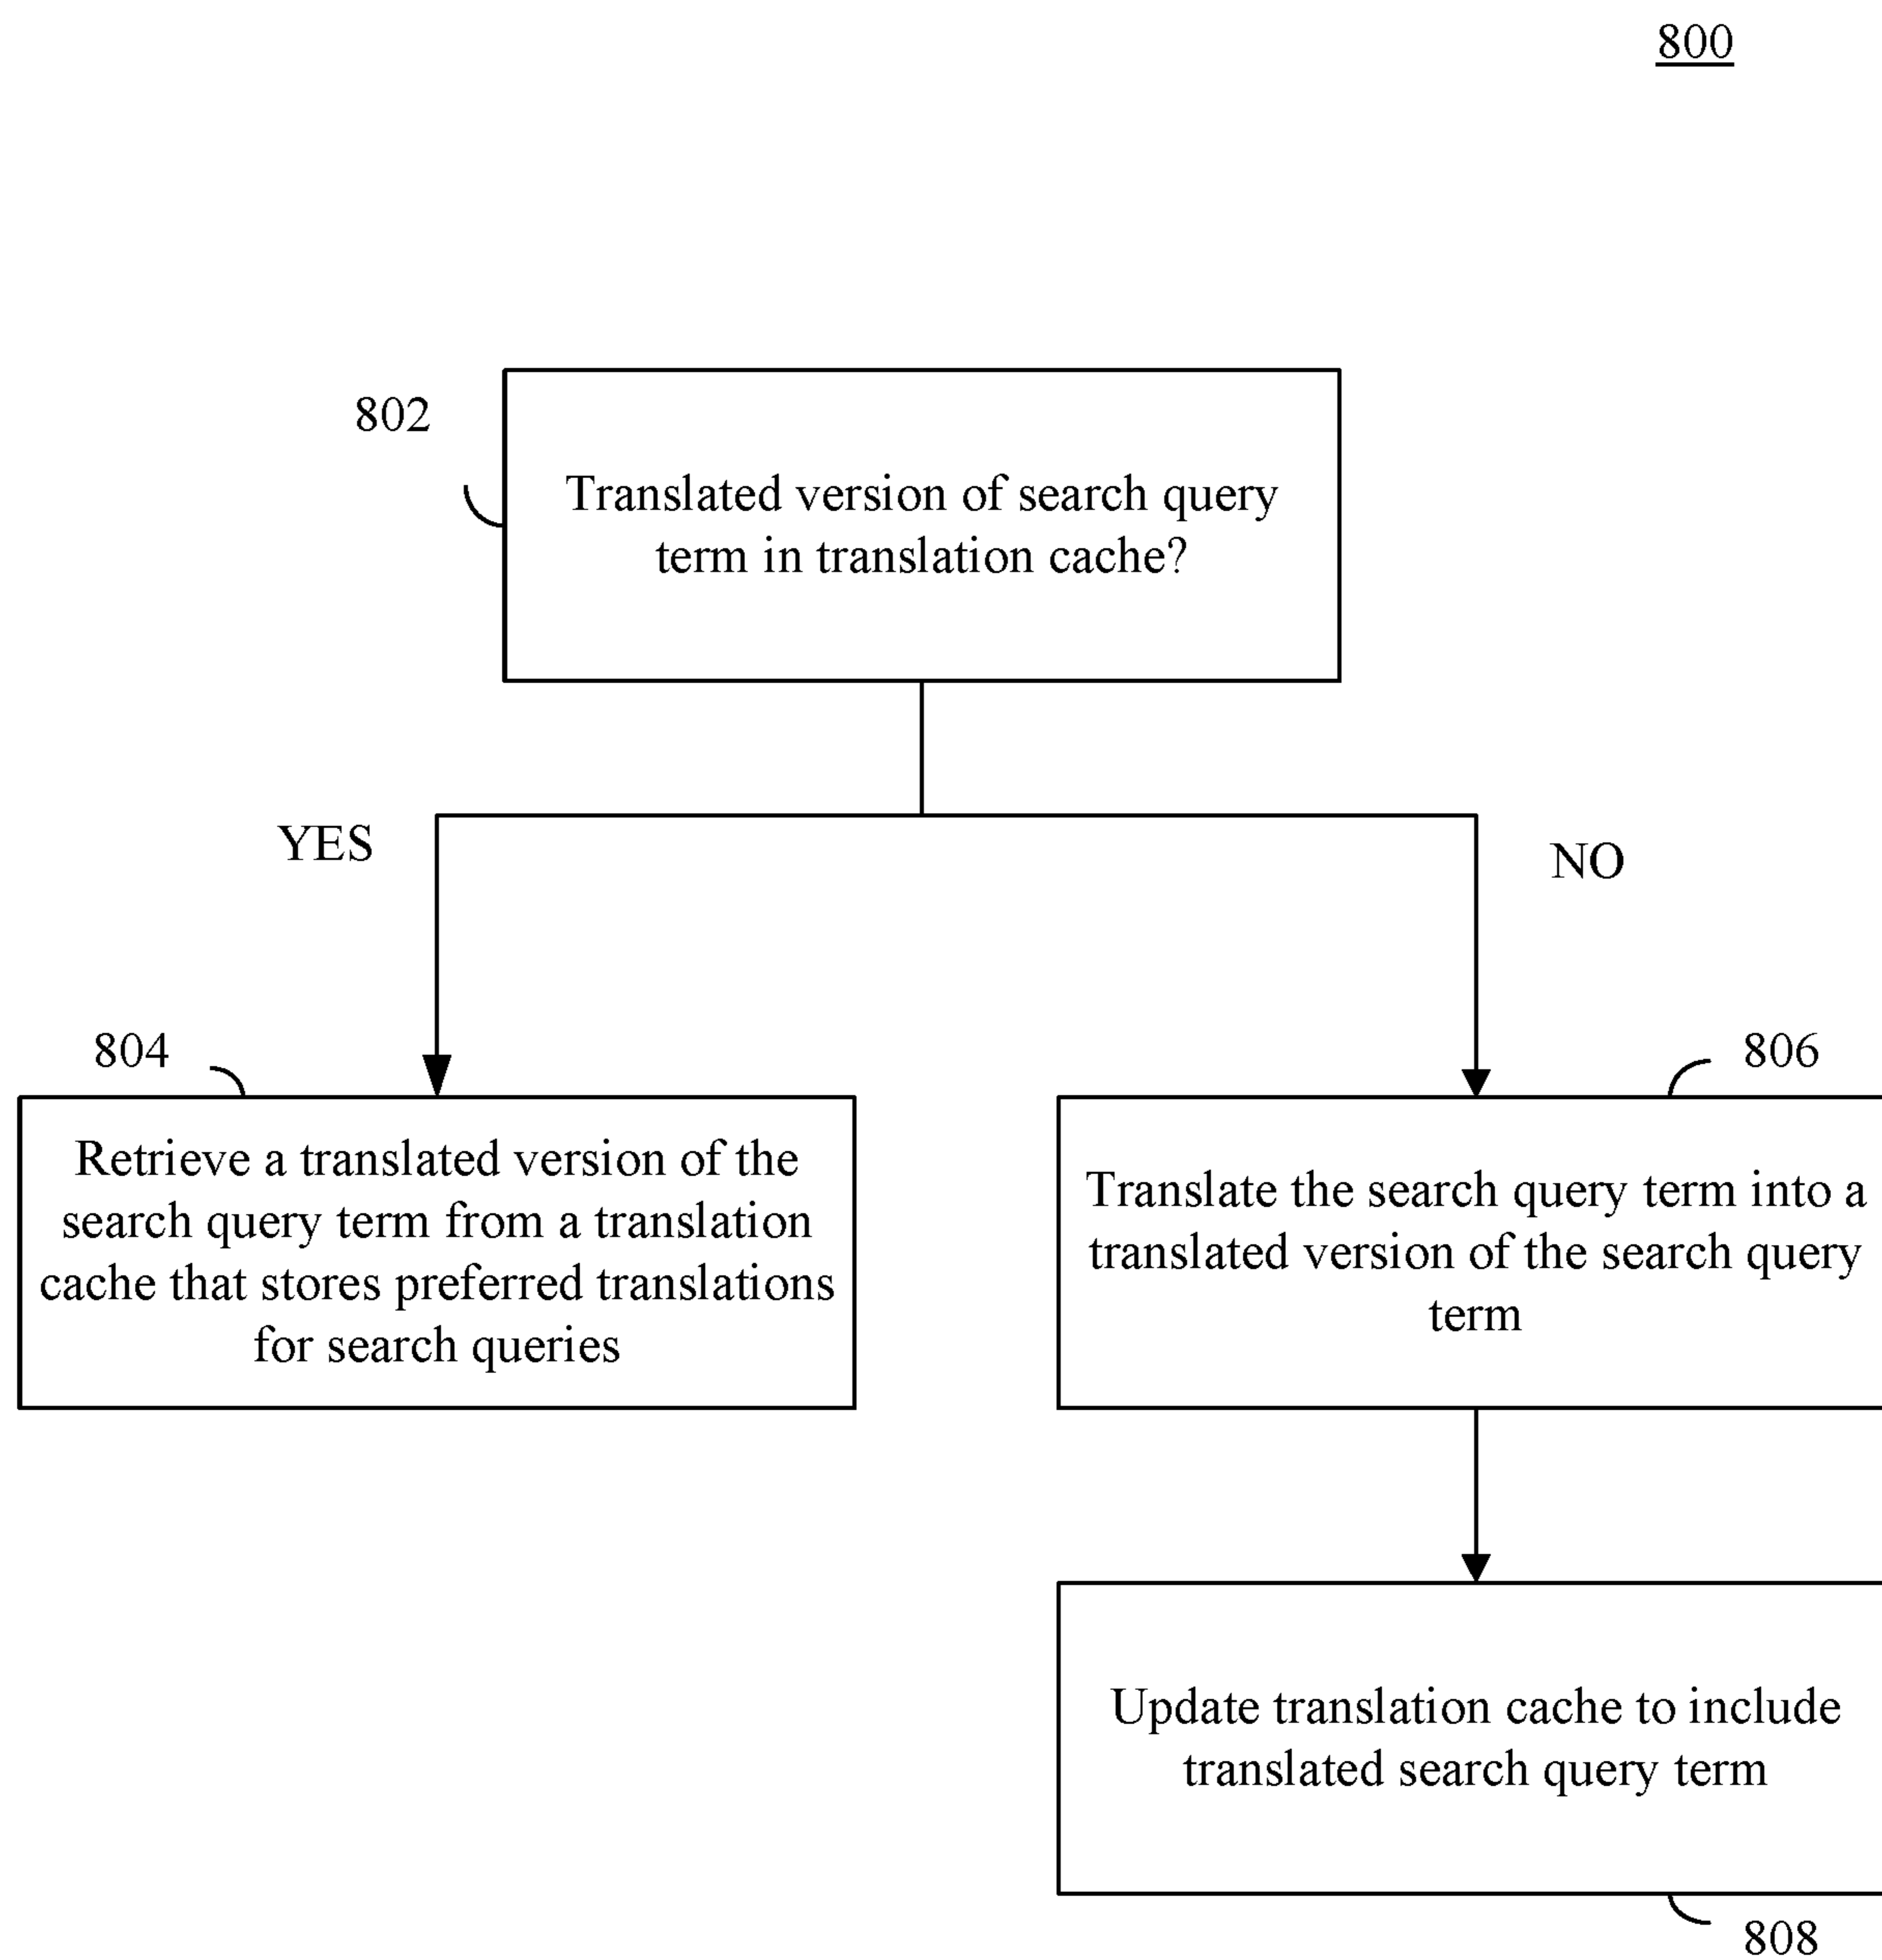 800
802
Translated version of search query
term in translation cache?
YES
NO
804
Retrieve a translated version of the
search query term from a translation
cache that stores preferred translations
for search queries
806
Translate the search query term into a
translated version of the search query
term
Update translation cache to include
translated search query term
808